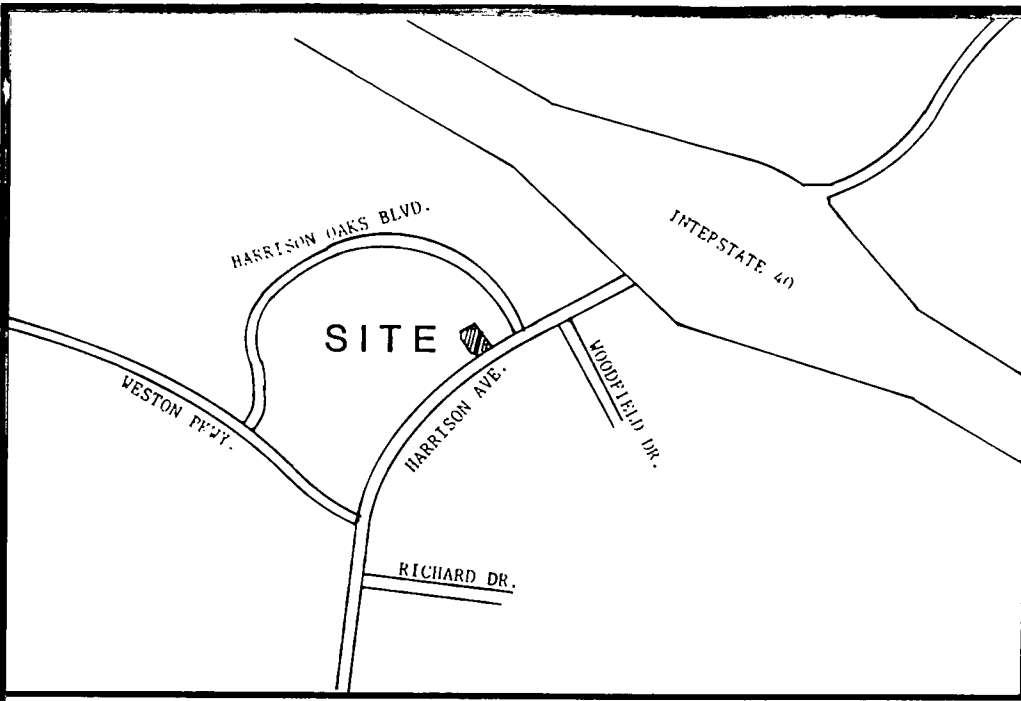 HARRISON OAKS BLVD.
INTERSTATE 40
SITE
WOODFIELD DR.
WESTON PKWY.
HARRISON AVE.
RICHARD DR.